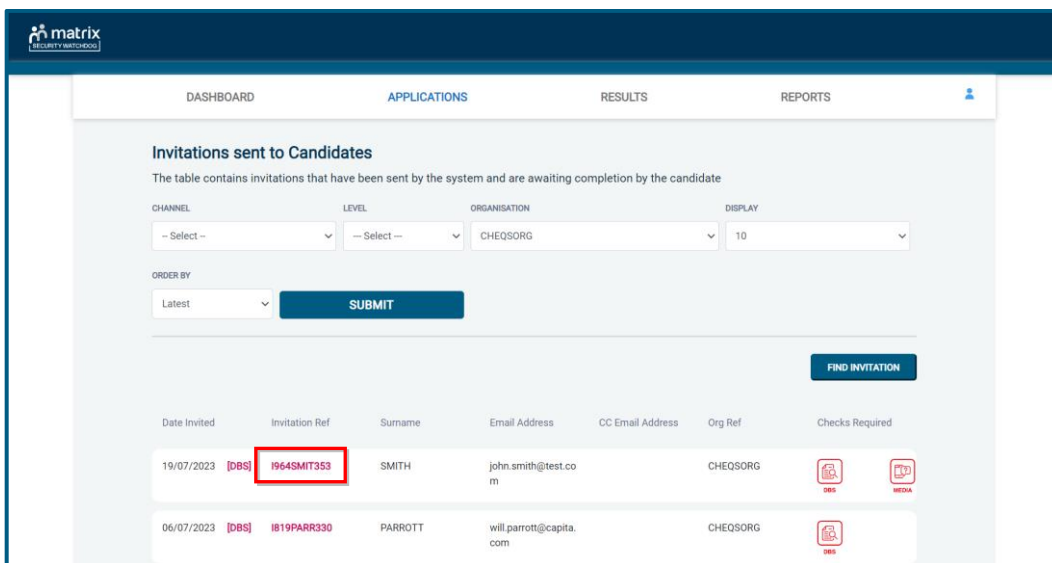 matrix
SECURITY WATCHDOG
DASHBOARD APPLICATIONS RESULTS REPORTS
Invitations sent to Candidates
The table contains invitations that have been sent by the system and are awaiting completion by the candidate
CHANNEL LEVEL ORGANISATION DISPLAY
-- Select -- --- Select --- CHEQSORG 10
ORDER BY
Latest SUBMIT
FIND INVITATION
Date Invited Invitation Ref Surname Email Address CC Email Address Org Ref Checks Required
19/07/2023 [DBS] I964SMIT353 SMITH john.smith@test.co CHEQSORG
m
DBS MEDIA
06/07/2023 [DBS] I819PARR330 PARROTT will.parrott@capita. CHEQSORG
com
DBS